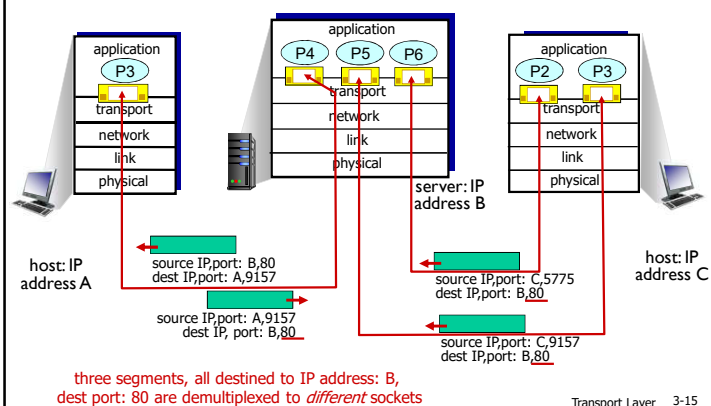 application
P3
transport
network
link
physical
host: IP
address A
application
P4
P5
P6
transport
network
link
physical
server: IP
address B
application
P2
P3
transport
network
link
physical
host: IP
address C
source IP,port: B,80
dest IP,port: A,9157
source IP,port: A,9157
dest IP, port: B,80
source IP,port: C,5775
dest IP,port: B,80
source IP,port: C,9157
dest IP,port: B,80
three segments, all destined to IP address: B,
dest port: 80 are demultiplexed to different sockets
Transport Layer 3-15